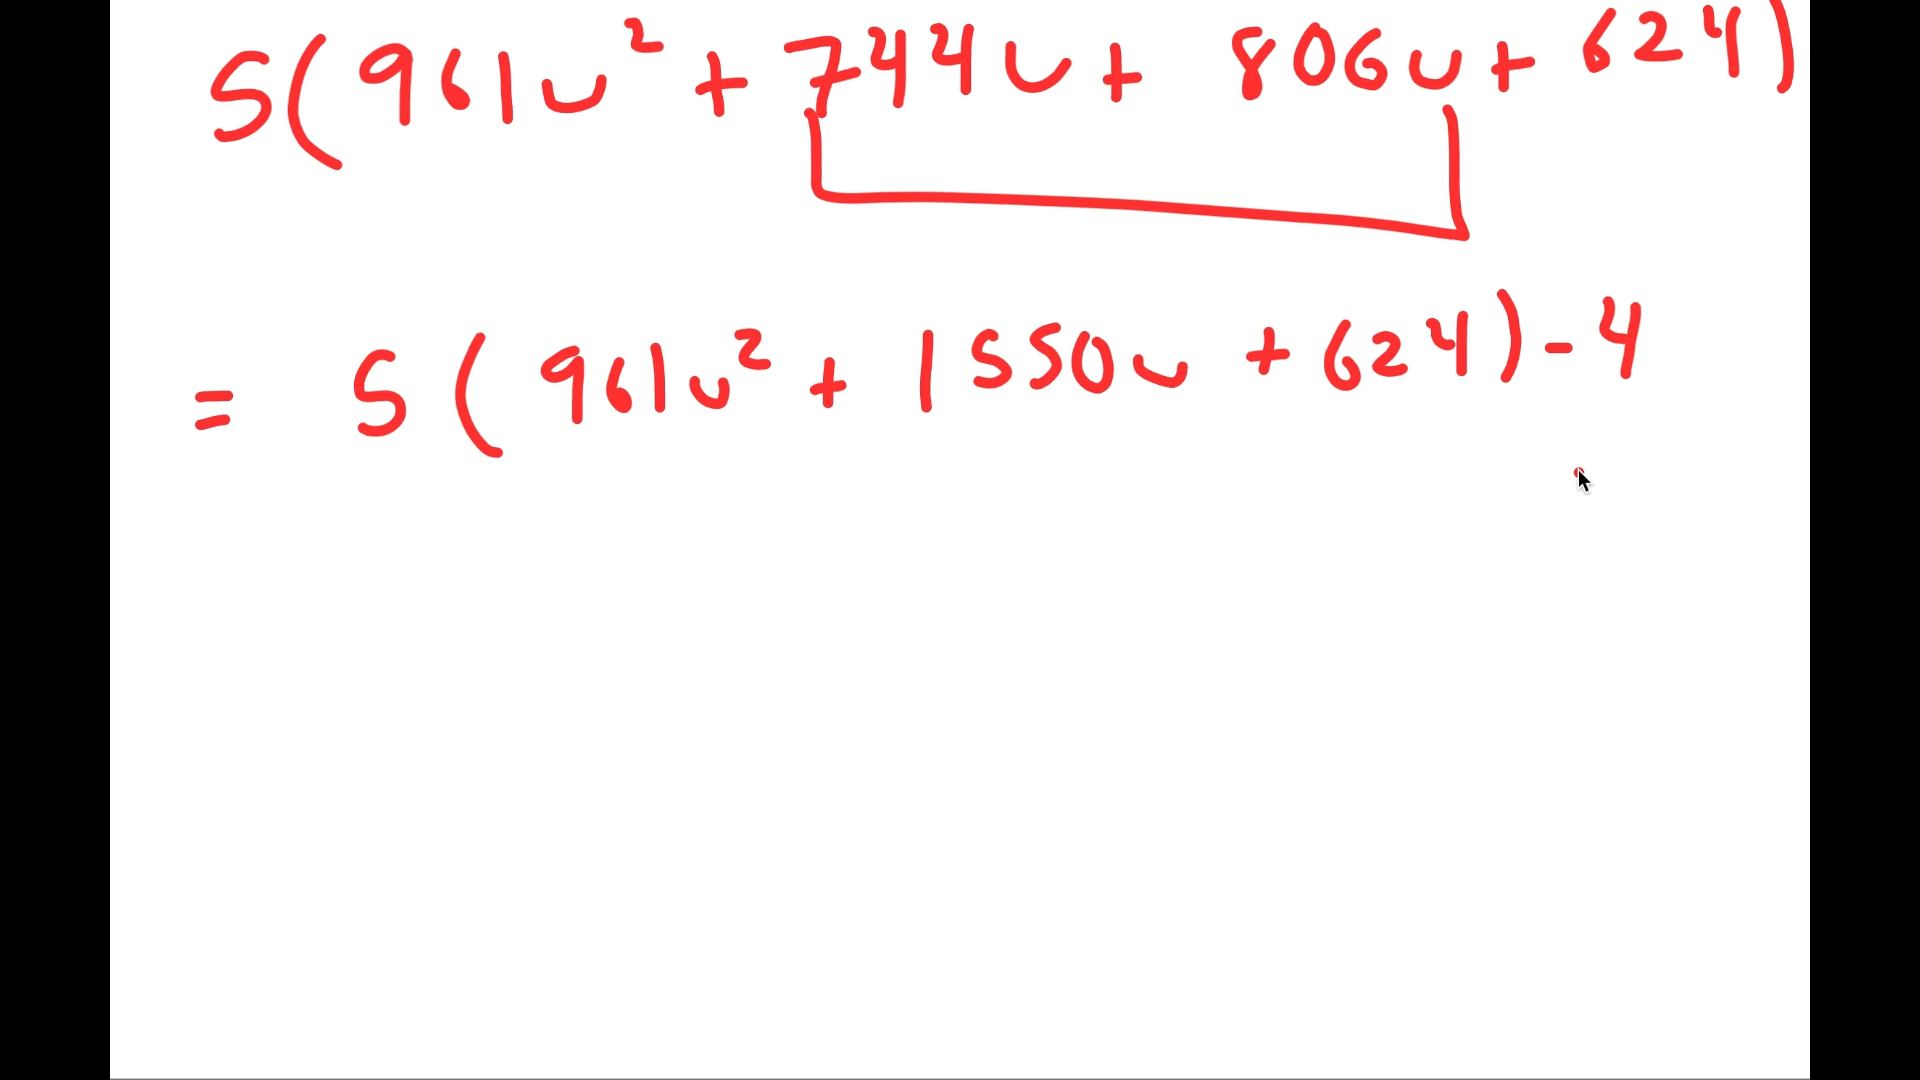 5(961u² + 744u + 806u + 624)
= 5(961u² + 1550u + 624) - 4